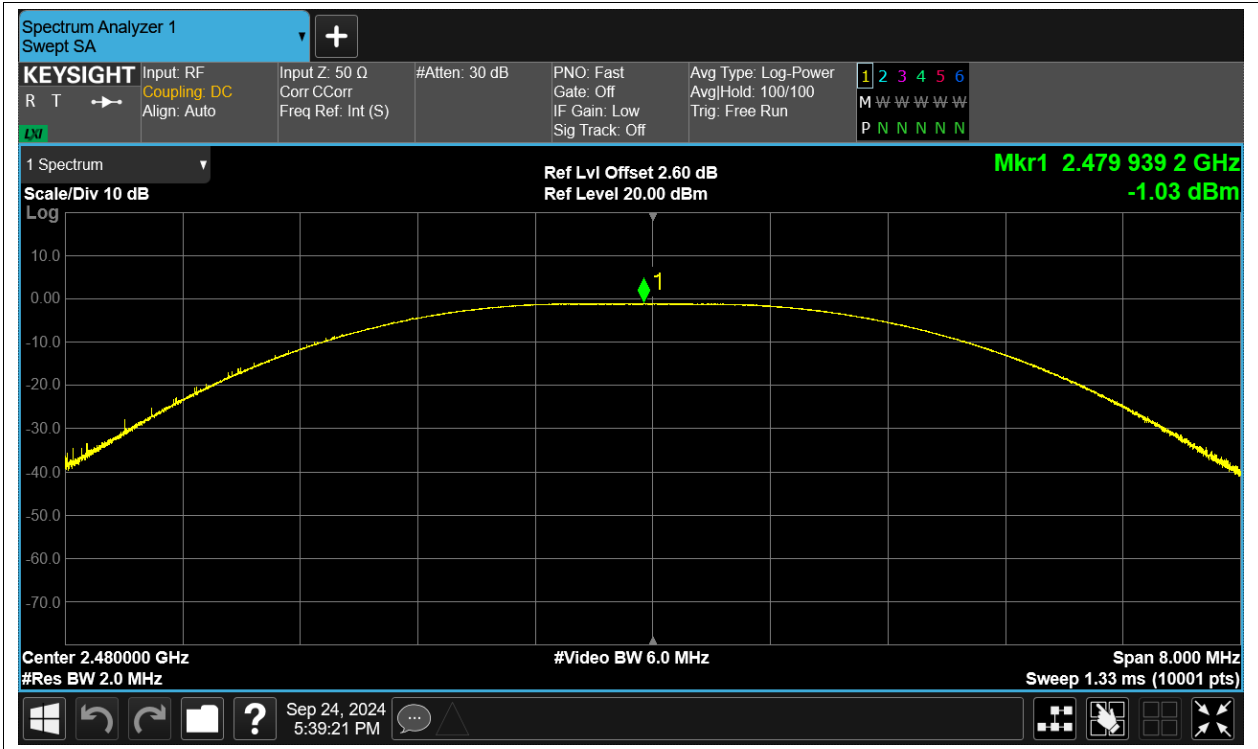 Spectrum Analyzer 1
Swept SA
KEYSIGHT
R T
LXI
Input: RF
Coupling: DC
Align: Auto
Input Z: 50 Ω
Corr CCorr
Freq Ref: Int (S)
#Atten: 30 dB
PNO: Fast
Gate: Off
IF Gain: Low
Sig Track: Off
Avg Type: Log-Power
Avg|Hold: 100/100
Trig: Free Run
1 2 3 4 5 6
M W W W W W
P N N N N N
1 Spectrum
Scale/Div 10 dB
Log
Ref Lvl Offset 2.60 dB
Ref Level 20.00 dBm
Mkr1 2.479 939 2 GHz
-1.03 dBm
1
10.0
0.00
-10.0
-20.0
-30.0
-40.0
-50.0
-60.0
-70.0
Center 2.480000 GHz
#Res BW 2.0 MHz
#Video BW 6.0 MHz
Span 8.000 MHz
Sweep 1.33 ms (10001 pts)
?
Sep 24, 2024
5:39:21 PM